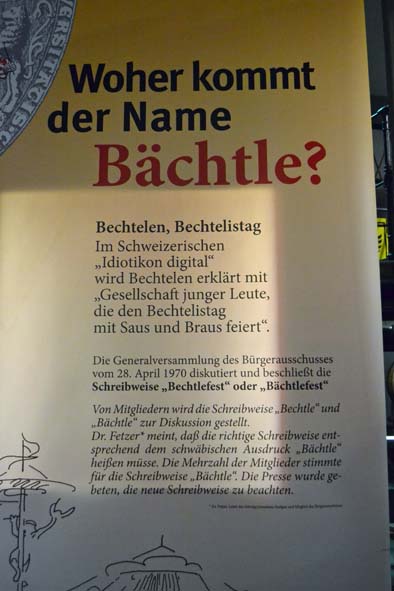 Woher kommt
der Name
Bächtle?
Bechtelen, Bechtelistag
Im Schweizerischen
„Idiotikon digital“
wird Bechtelen erklärt mit
„Gesellschaft junger Leute,
die den Bechtelistag
mit Saus und Braus feiert“.
Die Generalversammlung des Bürgerausschusses
vom 28. April 1970 diskutiert und beschließt die
Schreibweise „Bechtlefest“ oder „Bächtlefest“
Von Mitgliedern wird die Schreibweise „Bechtle“ und
„Bächtle“ zur Diskussion gestellt.
Dr. Fetzer* meint, daß die richtige Schreibweise ent-
sprechend dem schwäbischen Ausdruck „Bächtle“
heißen müsse. Die Mehrzahl der Mitglieder stimmte
für die Schreibweise „Bächtle“. Die Presse wurde ge-
beten, die neue Schreibweise zu beachten.